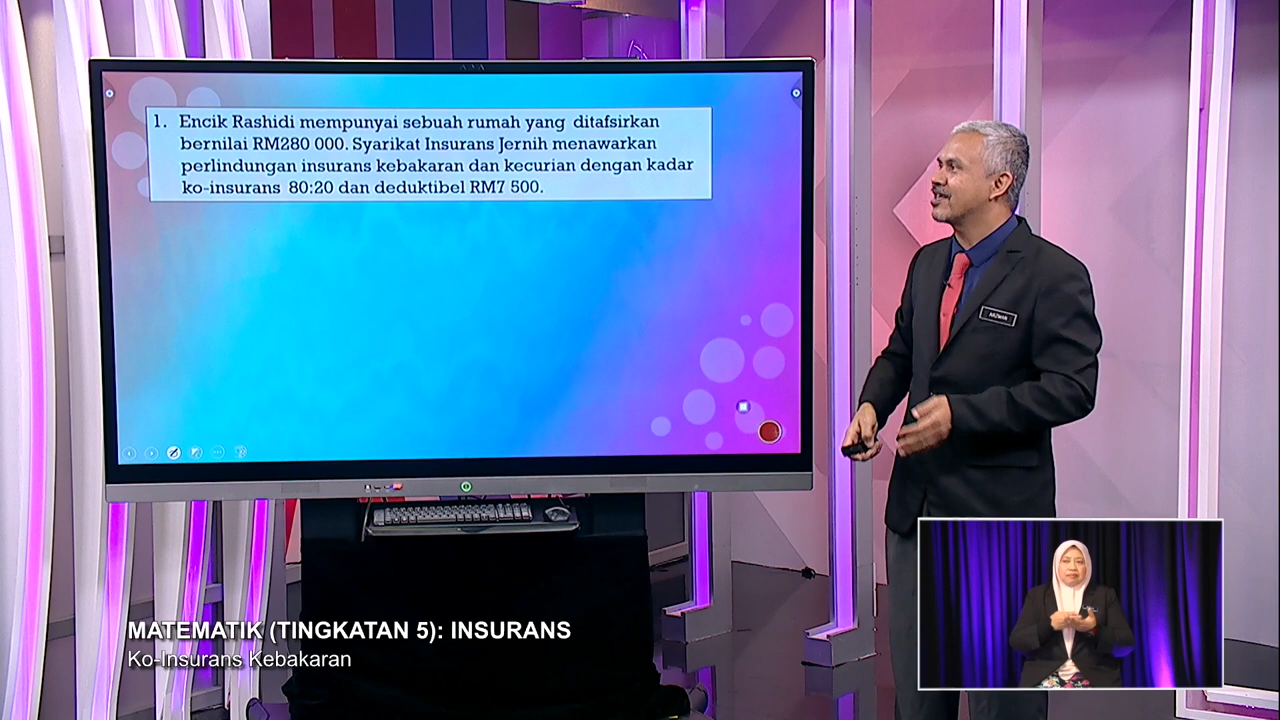 1. Encik Rashidi mempunyai sebuah rumah yang ditafsirkan
bernilai RM280 000. Syarikat Insurans Jernih menawarkan
perlindungan insurans kebakaran dan kecurian dengan kadar
ko-insurans 80:20 dan deduktibel RM7 500.
AAZMAN
MATEMATIK (TINGKATAN 5): INSURANS
Ko-Insurans Kebakaran